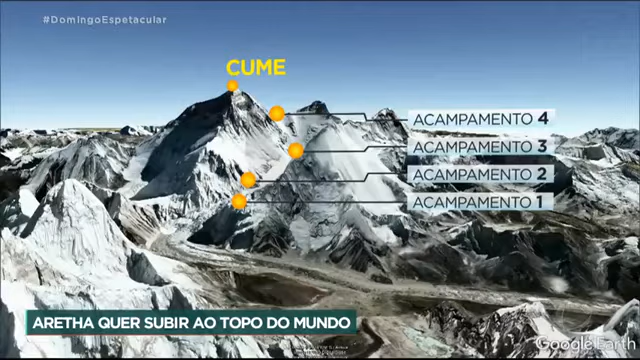 #DomingoEspetacular
CUME
ACAMPAMENTO 4
ACAMPAMENTO 3
ACAMPAMENTO 2
ACAMPAMENTO 1
ARETHA QUER SUBIR AO TOPO DO MUNDO
Google Earth